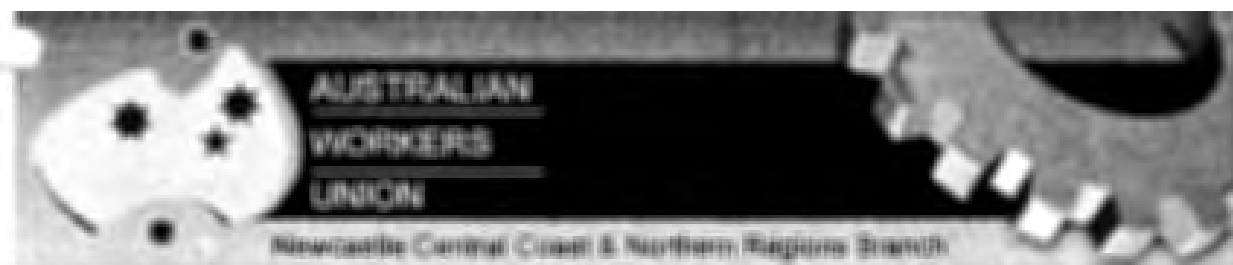 AUSTRALIAN
WORKERS
UNION
Newcastle Central Coast & Northern Regions Branch